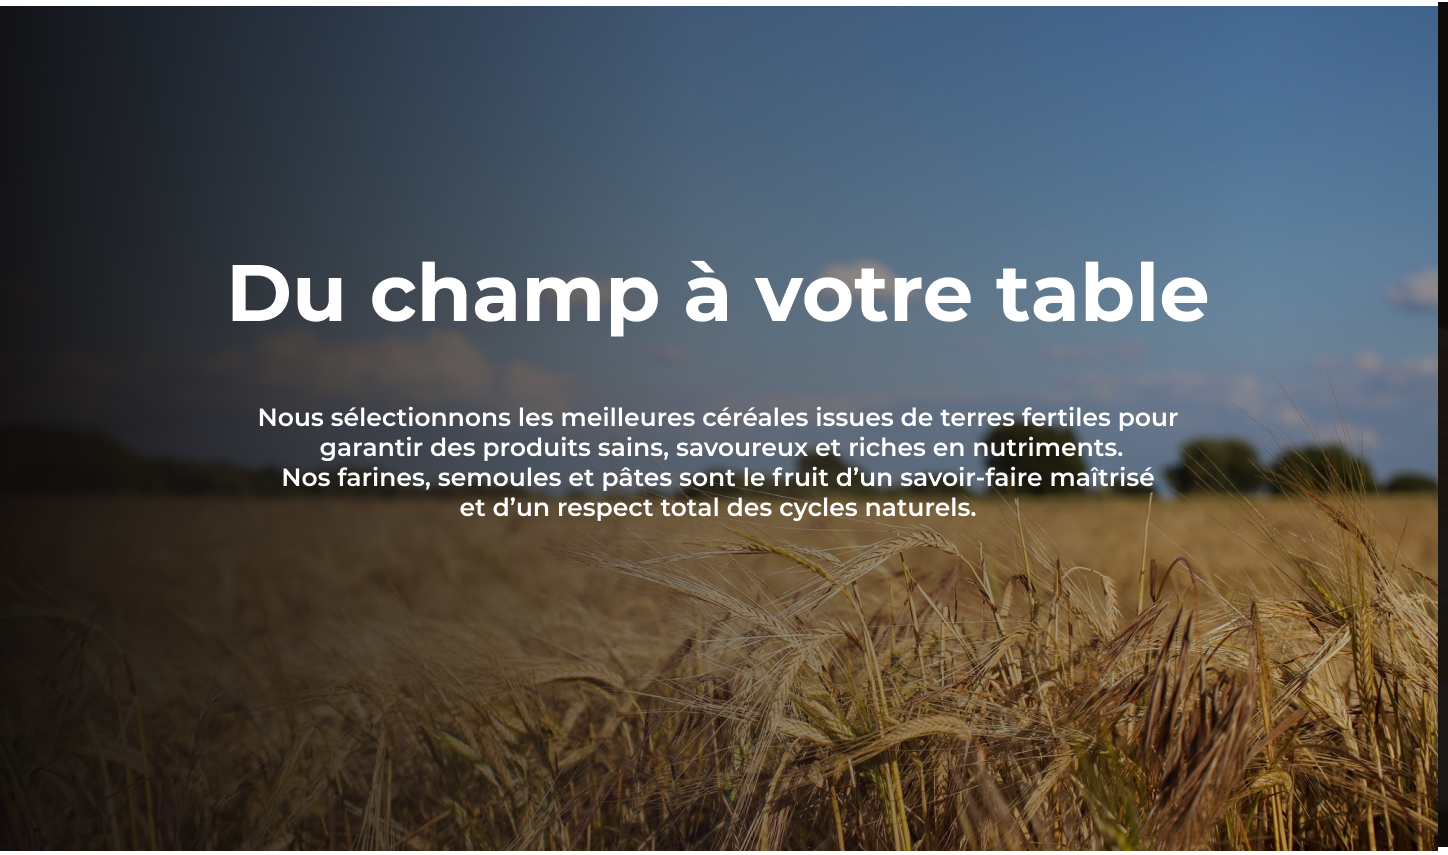 Du champ à votre table
Nous sélectionnons les meilleures céréales issues de terres fertiles pour
garantir des produits sains, savoureux et riches en nutriments.
Nos farines, semoules et pâtes sont le fruit d’un savoir-faire maîtrisé
et d’un respect total des cycles naturels.